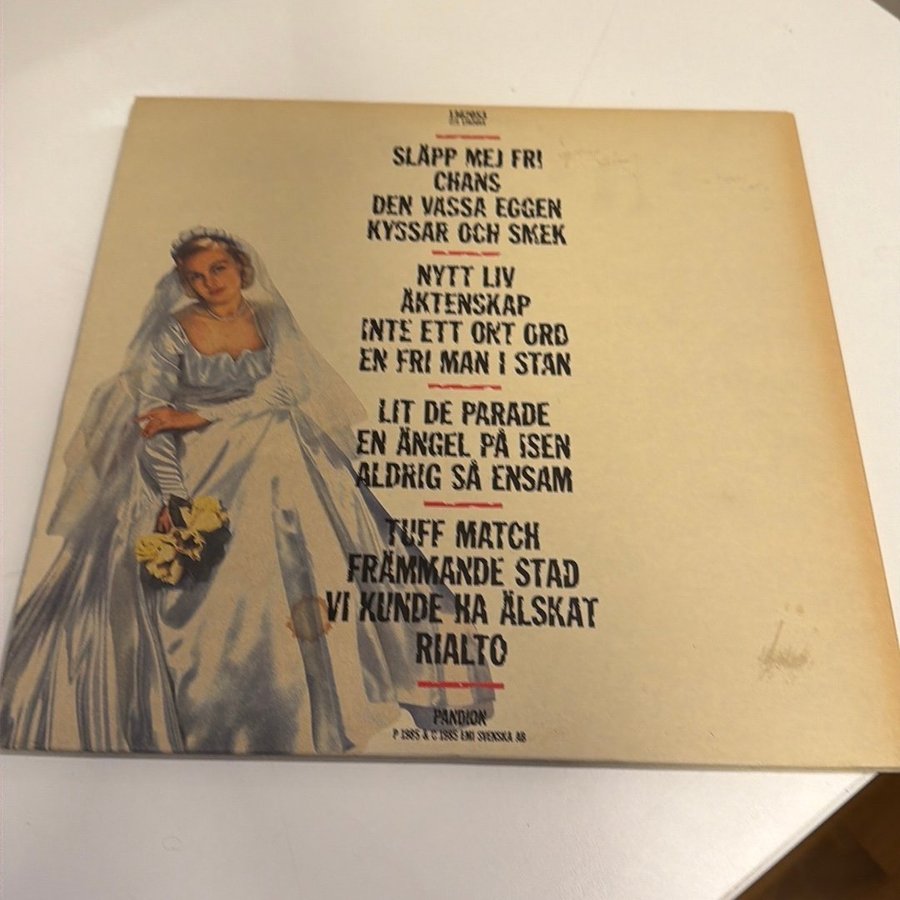 1362053
SLÄPP MEJ FRI
CHANS
DEN VASSA EGGEN
KYSSAR OCH SMEK
NYTT LIV
ÄKTENSKAP
INTE ETT ONT ORD
EN FRI MAN I STAN
LIT DE PARADE
EN ÄNGEL PÅ ISEN
ALDRIG SÅ ENSAM
TUFF MATCH
FRÄMMANDE STAD
VI KUNDE HA ÄLSKAT
RIALTO
PANDION
P 1985 & C 1985 EMI SVENSKA AB